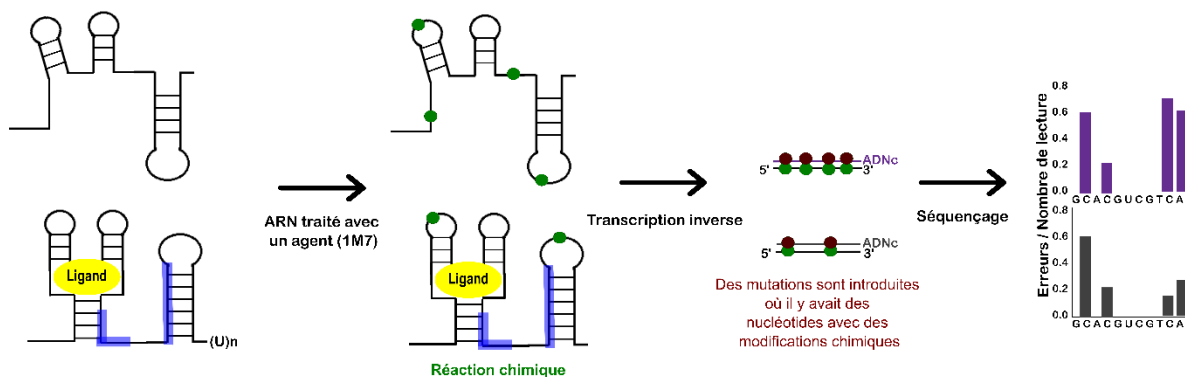 Ligand
(U)n
ARN traité avec
un agent (1M7)
Ligand
Réaction chimique
Transcription inverse
5'
3'
ADNc
5'
3'
ADNc
Des mutations sont introduites
où il y avait des
nucléotides avec des
modifications chimiques
Séquençage
Erreurs / Nombre de lecture
0.8
0.6
0.4
0.2
0.0
G C A C G U C G T C A
0.8
0.6
0.4
0.2
0.0
G C A C G U C G T C A